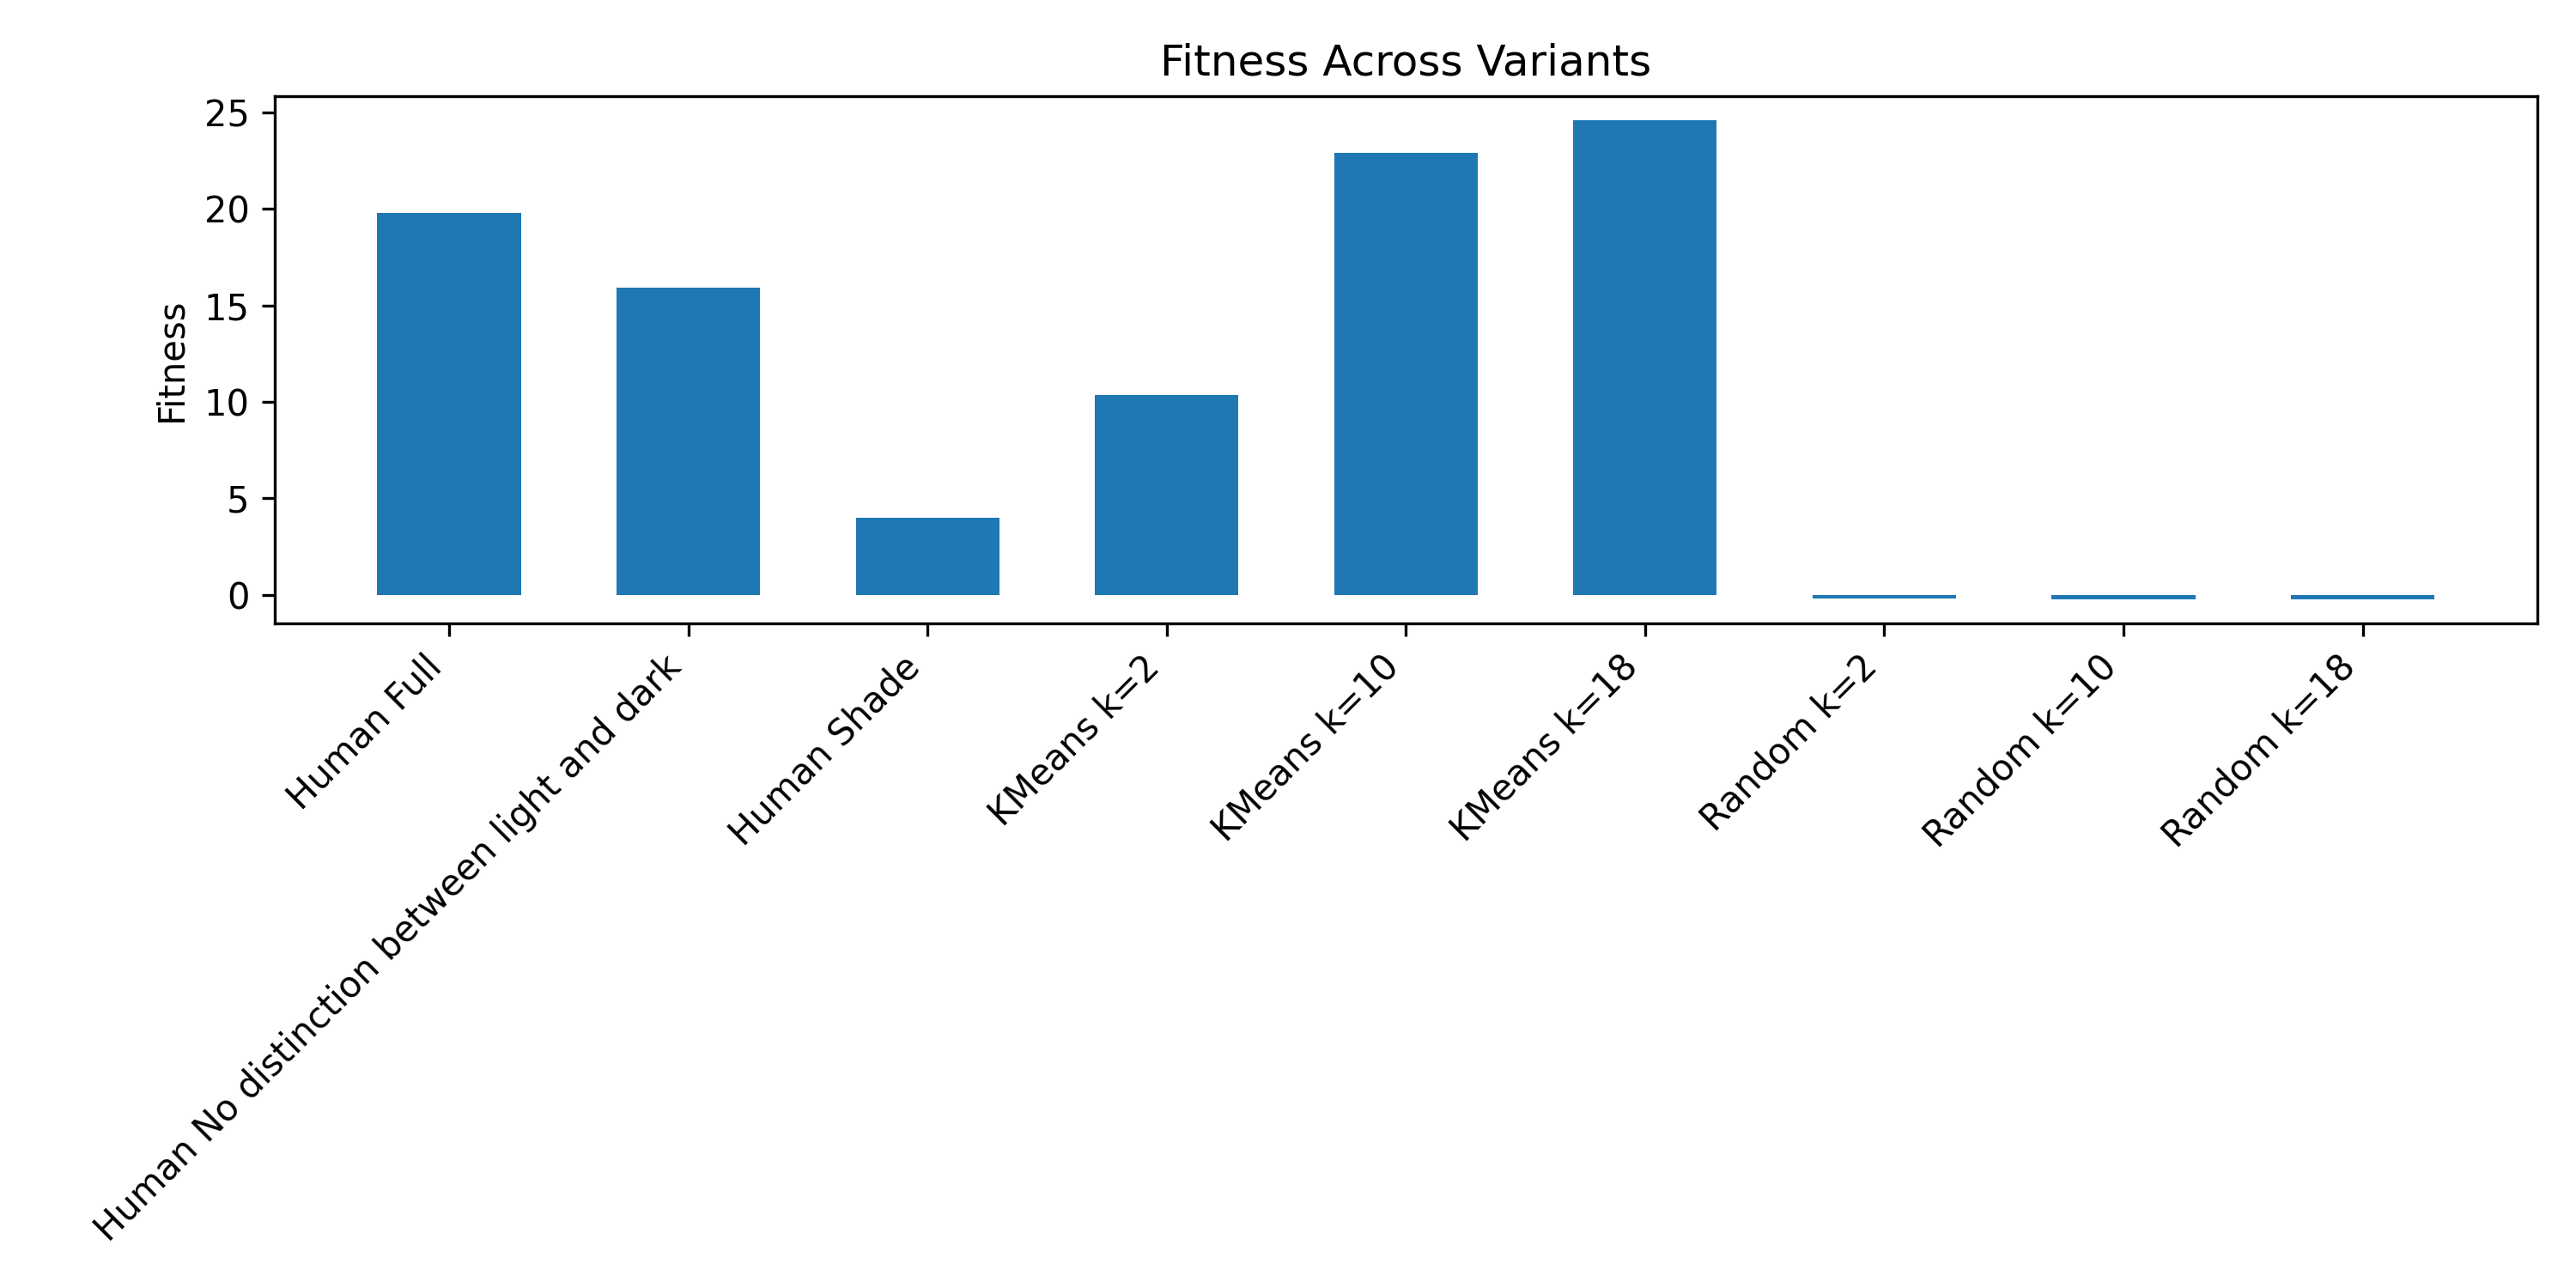 Fitness Across Variants
Fitness
25
20
15
10
5
0
Human Full
Human No distinction between light and dark
Human Shade
KMeans k=2
KMeans k=10
KMeans k=18
Random k=2
Random k=10
Random k=18